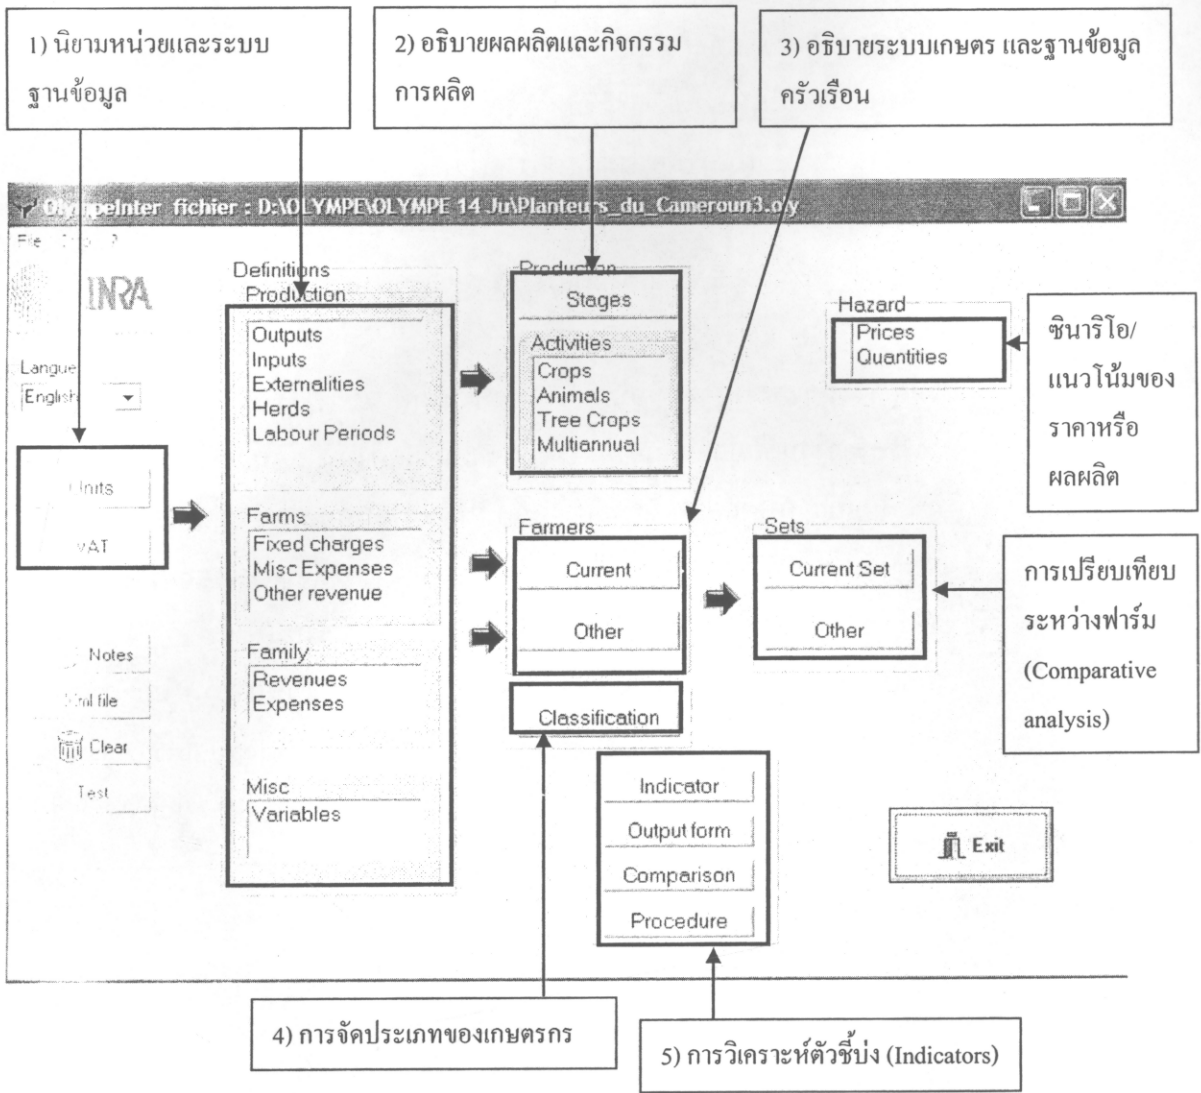 1) นิยามหน่วยและระบบ
ฐานข้อมูล
2) อธิบายผลผลิตและกิจกรรม
การผลิต
3) อธิบายระบบเกษตร และฐานข้อมูล
ครัวเรือน
OlympeInter fichier : D:\OLYMPE\OLYMPE 14 Ju\Planteurs_du_Cameroun3.oly
File
?
INRA
Langue
English
Units
VAT
Notes
Xml file
Clear
Test
Definitions
Production
Outputs
Inputs
Externalities
Herds
Labour Periods
Farms
Fixed charges
Misc Expenses
Other revenue
Family
Revenues
Expenses
Misc
Variables
Production
Stages
Activities
Crops
Animals
Tree Crops
Multiannual
Farmers
Current
Other
Classification
Indicator
Output form
Comparison
Procedure
Hazard
Prices
Quantities
Sets
Current Set
Other
Exit
ซินาริโอ/
แนวโน้มของ
ราคาหรือ
ผลผลิต
การเปรียบเทียบ
ระหว่างฟาร์ม
(Comparative
analysis)
4) การจัดประเภทของเกษตรกร
5) การวิเคราะห์ตัวชี้บ่ง (Indicators)